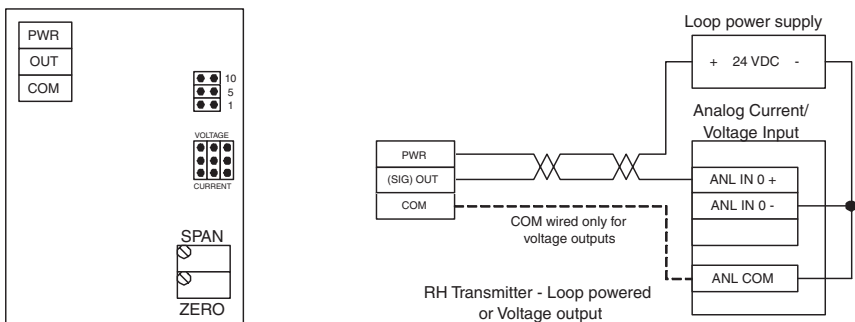 PWR
OUT
COM
10
5
1
VOLTAGE
CURRENT
SPAN
ZERO
Loop power supply
+ 24 VDC -
Analog Current/
Voltage Input
PWR
(SIG) OUT
COM
ANL IN 0 +
ANL IN 0 -
COM wired only for
voltage outputs
ANL COM
RH Transmitter - Loop powered
or Voltage output